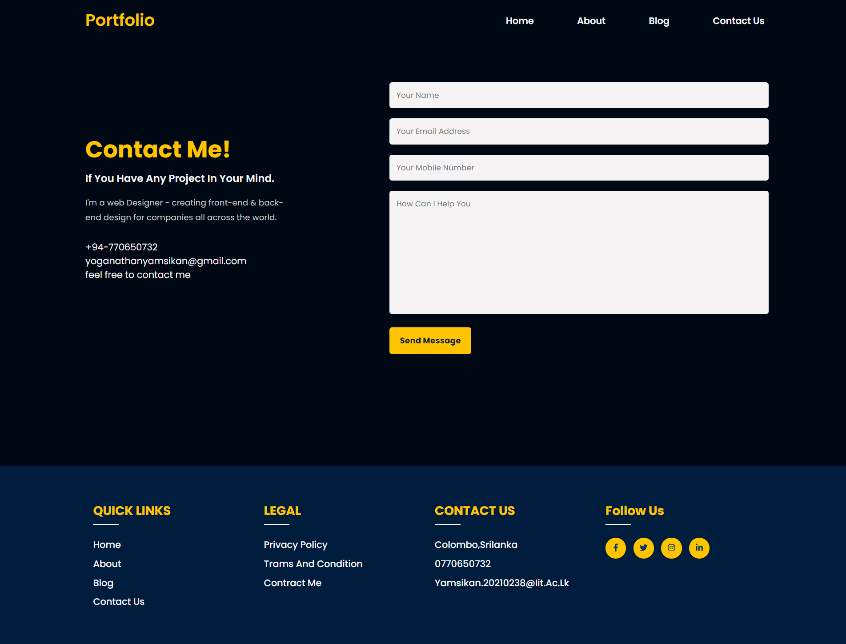 Portfolio
Home About Blog Contact Us
Contact Me!
If You Have Any Project In Your Mind.
I'm a web Designer - creating front-end & back-
end design for companies all across the world.
+94-770650732
yoganathanyamsikan@gmail.com
feel free to contact me
Your Name
Your Email Address
Your Mobile Number
How Can I Help You
Send Message
QUICK LINKS
Home
About
Blog
Contact Us
LEGAL
Privacy Policy
Trams And Condition
Contract Me
CONTACT US
Colombo,Srilanka
0770650732
Yamsikan.20210238@Iit.Ac.Lk
Follow Us